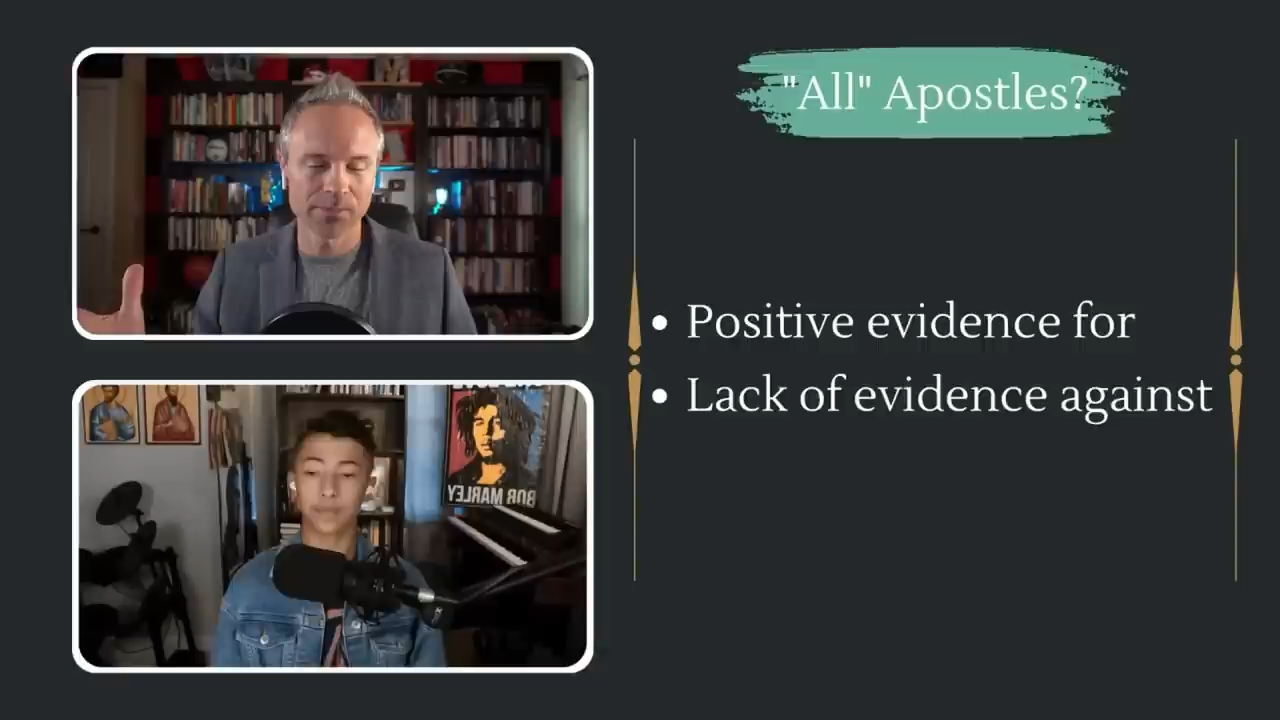 "All" Apostles?
• Positive evidence for
• Lack of evidence against
BOB MARLEY